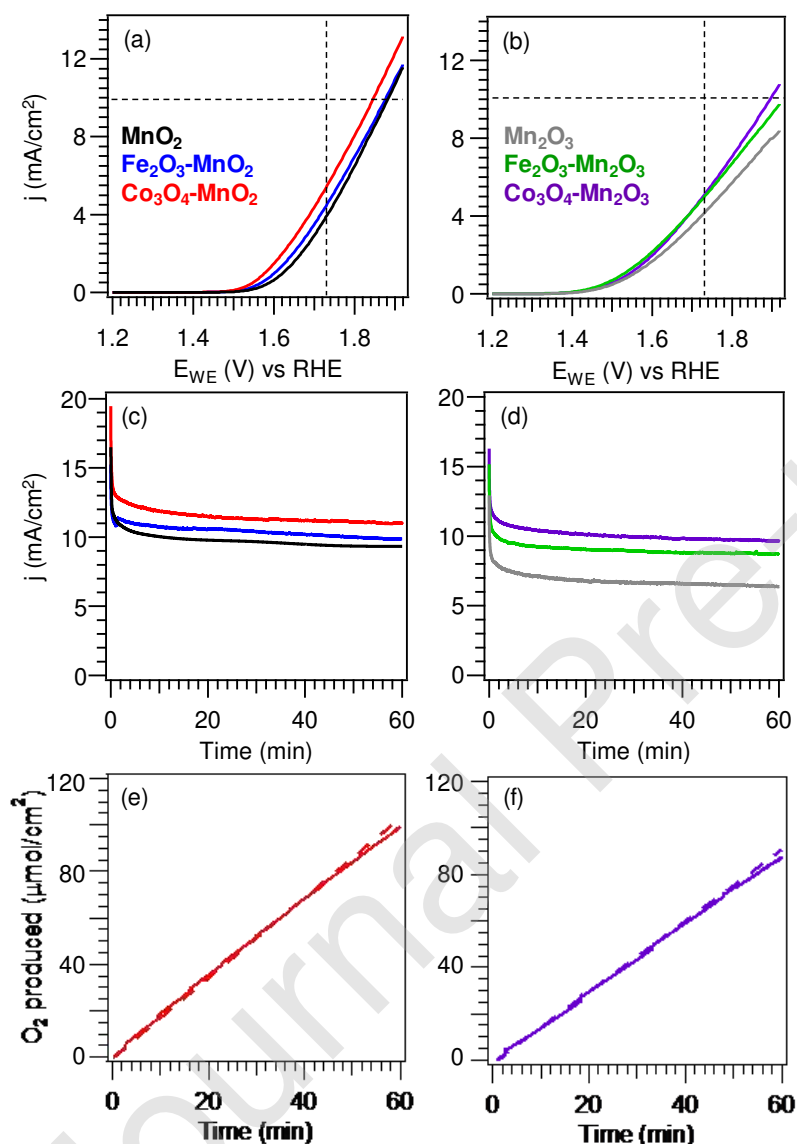 (a)
12
8
4
0
j (mA/cm²)
MnO₂
Fe₂O₃-MnO₂
Co₃O₄-MnO₂
1.2 1.4 1.6 1.8
E_WE (V) vs RHE
(b)
12
8
4
0
Mn₂O₃
Fe₂O₃-Mn₂O₃
Co₃O₄-Mn₂O₃
1.2 1.4 1.6 1.8
E_WE (V) vs RHE
(c)
20
15
10
5
0
j (mA/cm²)
0 20 40 60
Time (min)
(d)
20
15
10
5
0
0 20 40 60
Time (min)
(e)
120
80
40
0
O₂ produced (μmol/cm²)
0 20 40 60
Time (min)
(f)
120
80
40
0
0 20 40 60
Time (min)
Journal Pre-